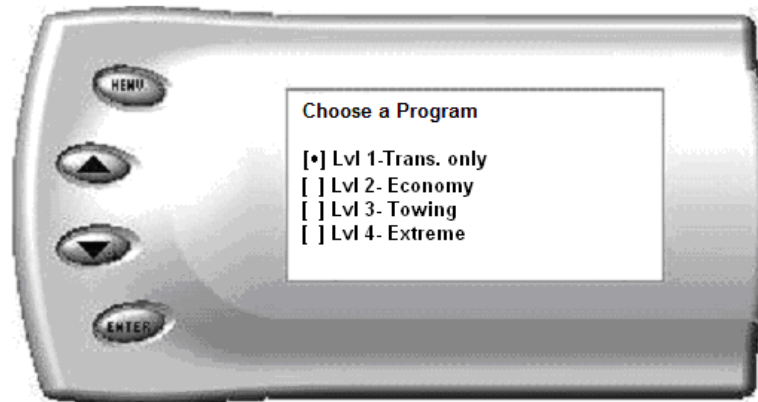 MENU
Choose a Program
[•] Lvl 1-Trans. only
[ ] Lvl 2- Economy
[ ] Lvl 3- Towing
[ ] Lvl 4- Extreme
ENTER